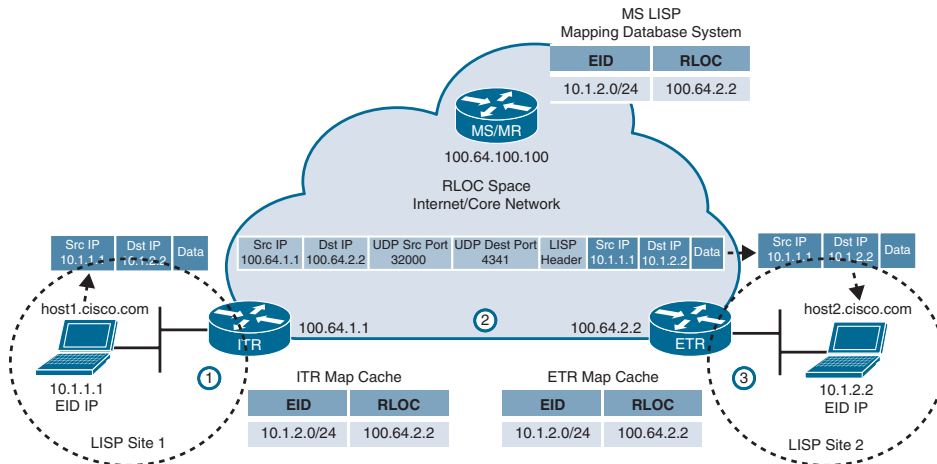 MS LISP
Mapping Database System
EID RLOC
10.1.2.0/24 100.64.2.2
MS/MR
100.64.100.100
RLOC Space
Internet/Core Network
Src IP Dst IP Data
10.1.1.1 10.1.2.2
Src IP Dst IP UDP Src Port UDP Dest Port LISP Src IP Dst IP Data
100.64.1.1 100.64.2.2 32000 4341 Header 10.1.1.1 10.1.2.2
Src IP Dst IP Data
10.1.1.1 10.1.2.2
host1.cisco.com
host2.cisco.com
ITR
100.64.1.1
2
100.64.2.2
ETR
1
3
10.1.1.1
EID IP
LISP Site 1
ITR Map Cache
EID RLOC
10.1.2.0/24 100.64.2.2
ETR Map Cache
EID RLOC
10.1.2.0/24 100.64.2.2
10.1.2.2
EID IP
LISP Site 2